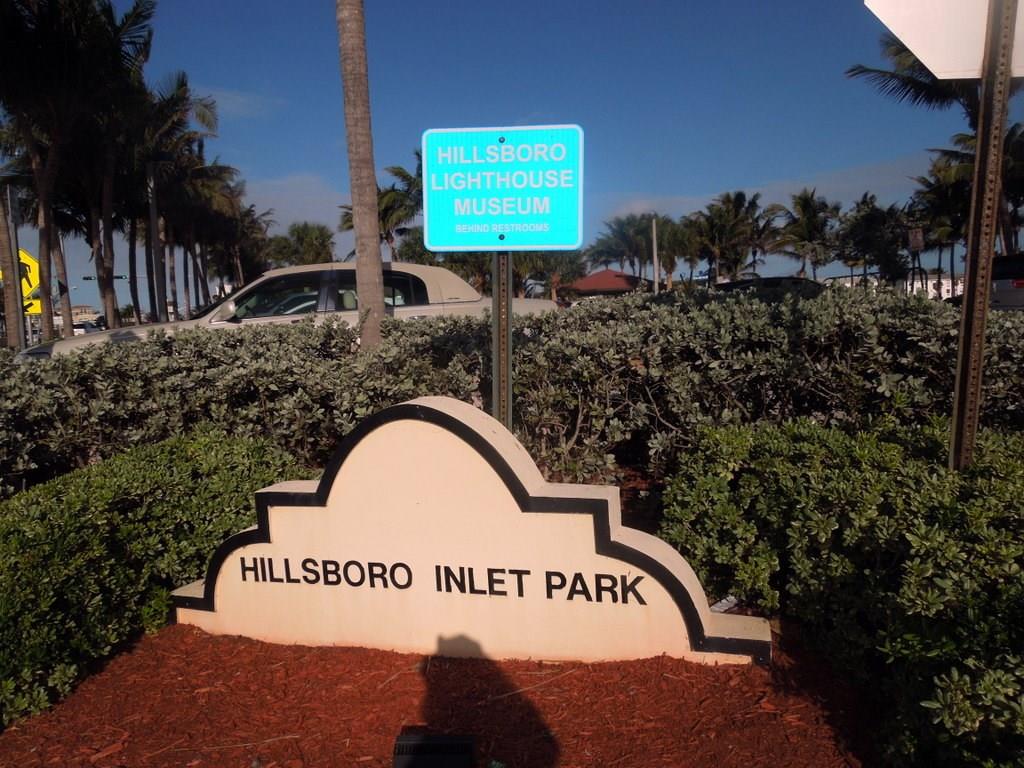 HILLSBORO
LIGHTHOUSE
MUSEUM
BEHIND RESTROOMS
HILLSBORO INLET PARK